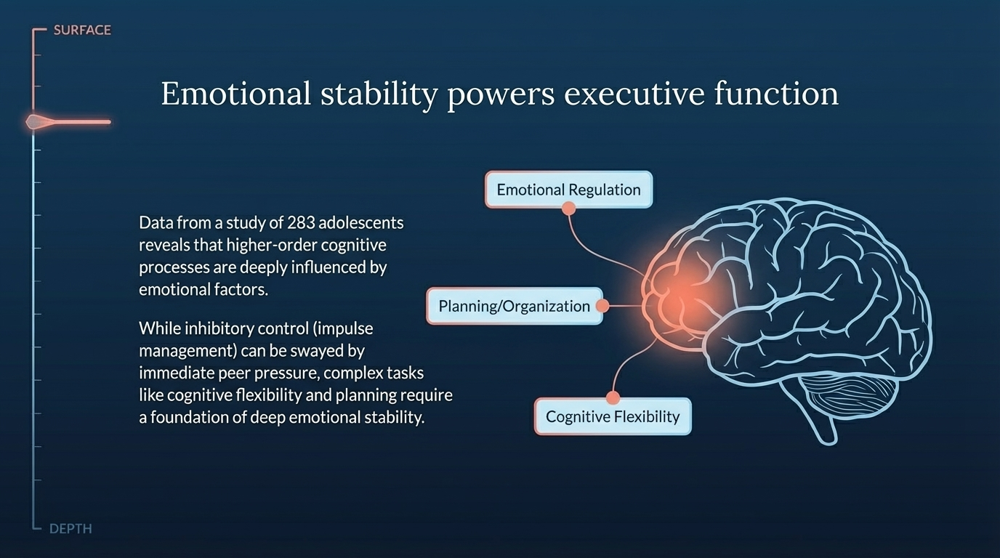 SURFACE
Emotional stability powers executive function
Data from a study of 283 adolescents
reveals that higher-order cognitive
processes are deeply influenced by
emotional factors.
While inhibitory control (impulse
management) can be swayed by
immediate peer pressure, complex tasks
like cognitive flexibility and planning require
a foundation of deep emotional stability.
Emotional Regulation
Planning/Organization
Cognitive Flexibility
DEPTH